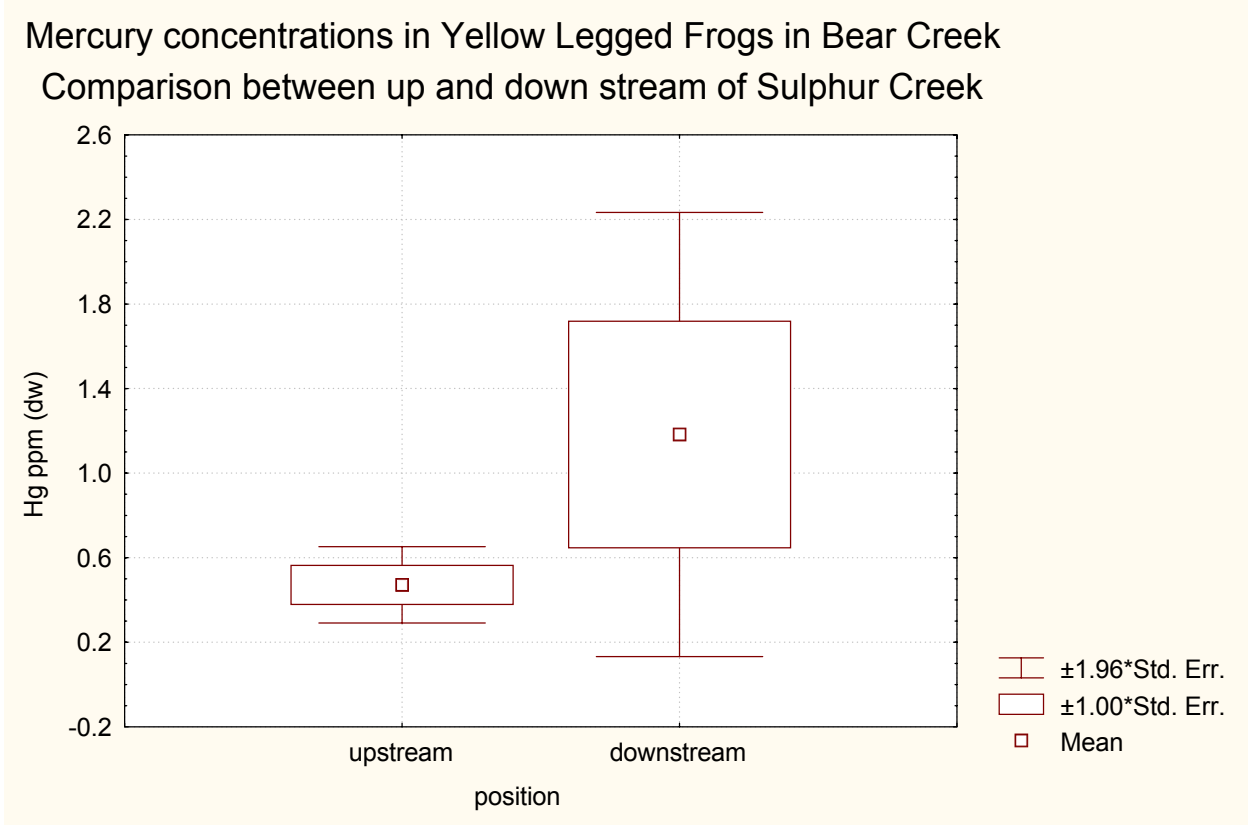 Mercury concentrations in Yellow Legged Frogs in Bear Creek
Comparison between up and down stream of Sulphur Creek
2.6
2.2
1.8
1.4
1.0
0.6
0.2
-0.2
Hg ppm (dw)
upstream
downstream
position
±1.96*Std. Err.
±1.00*Std. Err.
Mean